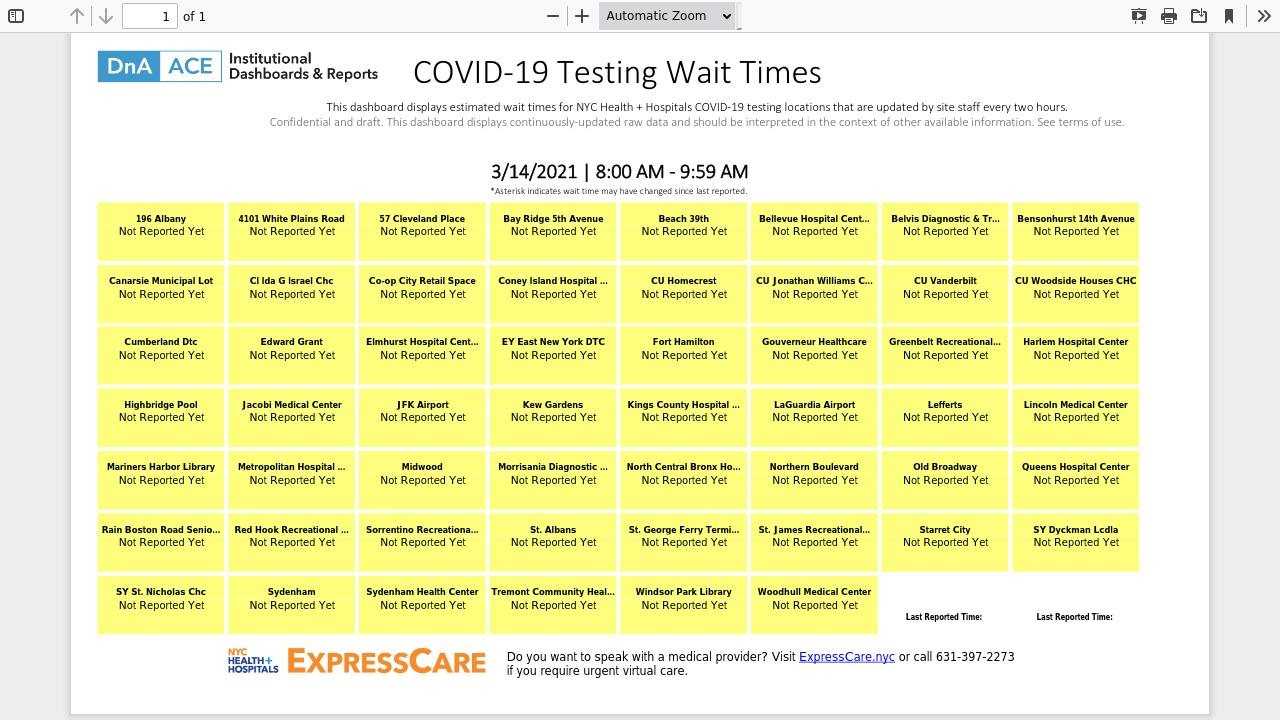 1 of 1 Automatic Zoom
DnA ACE Institutional Dashboards & Reports
COVID-19 Testing Wait Times
This dashboard displays estimated wait times for NYC Health + Hospitals COVID-19 testing locations that are updated by site staff every two hours.
Confidential and draft. This dashboard displays continuously-updated raw data and should be interpreted in the context of other available information. See terms of use.
3/14/2021 | 8:00 AM - 9:59 AM
*Asterisk indicates wait time may have changed since last reported.
196 Albany 4101 White Plains Road 57 Cleveland Place Bay Ridge 5th Avenue Beach 39th Bellevue Hospital Cent... Belvis Diagnostic & Tr... Bensonhurst 14th Avenue
Not Reported Yet Not Reported Yet Not Reported Yet Not Reported Yet Not Reported Yet Not Reported Yet Not Reported Yet Not Reported Yet
Canarsie Municipal Lot CI Ida G Israel Chc Co-op City Retail Space Coney Island Hospital ... CU Homecrest CU Jonathan Williams C... CU Vanderbilt CU Woodside Houses CHC
Not Reported Yet Not Reported Yet Not Reported Yet Not Reported Yet Not Reported Yet Not Reported Yet Not Reported Yet Not Reported Yet
Cumberland Dtc Edward Grant Elmhurst Hospital Cent... EY East New York DTC Fort Hamilton Gouverneur Healthcare Greenbelt Recreational... Harlem Hospital Center
Not Reported Yet Not Reported Yet Not Reported Yet Not Reported Yet Not Reported Yet Not Reported Yet Not Reported Yet Not Reported Yet
Highbridge Pool Jacobi Medical Center JFK Airport Kew Gardens Kings County Hospital ... LaGuardia Airport Lefferts Lincoln Medical Center
Not Reported Yet Not Reported Yet Not Reported Yet Not Reported Yet Not Reported Yet Not Reported Yet Not Reported Yet Not Reported Yet
Mariners Harbor Library Metropolitan Hospital ... Midwood Morrisania Diagnostic ... North Central Bronx Ho... Northern Boulevard Old Broadway Queens Hospital Center
Not Reported Yet Not Reported Yet Not Reported Yet Not Reported Yet Not Reported Yet Not Reported Yet Not Reported Yet Not Reported Yet
Rain Boston Road Senio... Red Hook Recreational ... Sorrentino Recreationa... St. Albans St. George Ferry Termi... St. James Recreational... Starret City SY Dyckman Lcdla
Not Reported Yet Not Reported Yet Not Reported Yet Not Reported Yet Not Reported Yet Not Reported Yet Not Reported Yet Not Reported Yet
SY St. Nicholas Chc Sydenham Sydenham Health Center Tremont Community Heal... Windsor Park Library Woodhull Medical Center
Not Reported Yet Not Reported Yet Not Reported Yet Not Reported Yet Not Reported Yet Not Reported Yet
Last Reported Time: Last Reported Time:
NYC HEALTH+ HOSPITALS EXPRESSCARE
Do you want to speak with a medical provider? Visit ExpressCare.nyc or call 631-397-2273
if you require urgent virtual care.